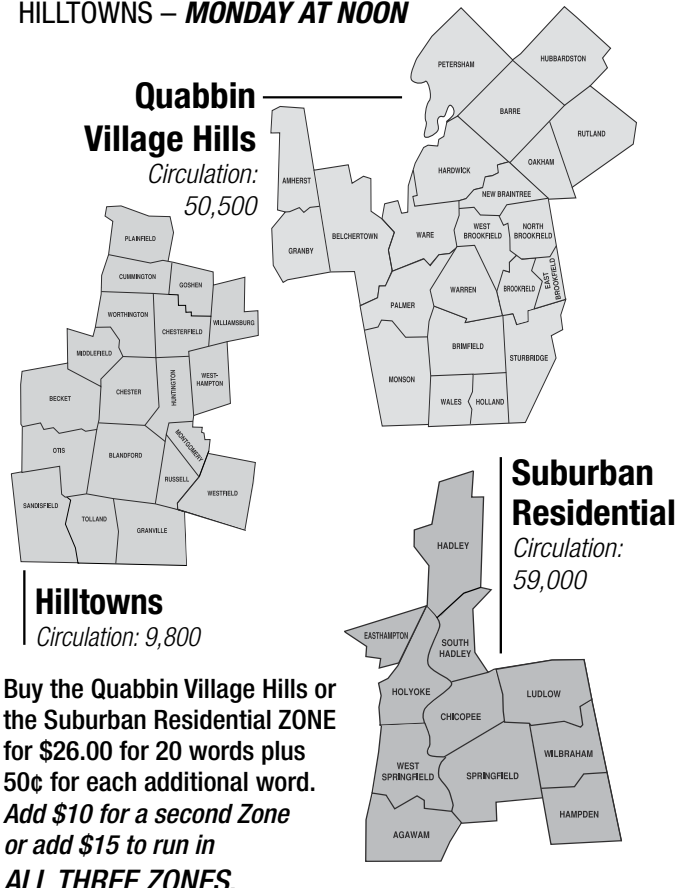 HILLTOWNS – MONDAY AT NOON
Quabbin
Village Hills
Circulation:
50,500
PETERSHAM
HUBBARDSTON
BARRE
RUTLAND
HARDWICK
OAKHAM
NEW BRAINTREE
AMHERST
GRANBY
BELCHERTOWN
WARE
WEST
BROOKFIELD
NORTH
BROOKFIELD
PALMER
WARREN
BROOKFIELD
EAST
BROOKFIELD
BRIMFIELD
STURBRIDGE
MONSON
WALES
HOLLAND
PLAINFIELD
CUMMINGTON
GOSHEN
WORTHINGTON
CHESTERFIELD
WILLIAMSBURG
MIDDLEFIELD
BECKET
CHESTER
HUNTINGTON
WEST-
HAMPTON
OTIS
BLANDFORD
MONTGOMERY
RUSSELL
WESTFIELD
SANDISFIELD
TOLLAND
GRANVILLE
Hilltowns
Circulation: 9,800
Suburban
Residential
Circulation:
59,000
HADLEY
EASTHAMPTON
SOUTH
HADLEY
HOLYOKE
CHICOPEE
LUDLOW
WEST
SPRINGFIELD
SPRINGFIELD
WILBRAHAM
HAMPDEN
AGAWAM
Buy the Quabbin Village Hills or
the Suburban Residential ZONE
for $26.00 for 20 words plus
50¢ for each additional word.
Add $10 for a second Zone
or add $15 to run in
ALL THREE ZONES.